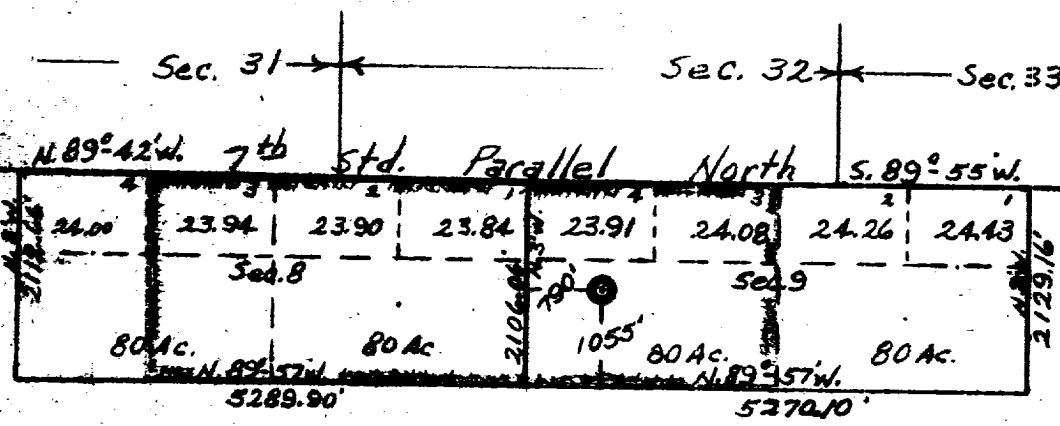 Sec. 31 Sec. 32 Sec. 33
N. 89°-42'W. 7th Std. Parallel North S. 89°-55'W.
4 3 2 1 4 3 2 1
24.00 23.94 23.90 23.84 23.91 24.08 24.26 24.43
Sec. 8 Sec. 9
2106.06'
790'
1055'
2129.16'
80 Ac. 80 Ac 80 Ac. 80 Ac.
N. 89°-57'W. N. 89°-57'W.
5289.90' 5270.10'